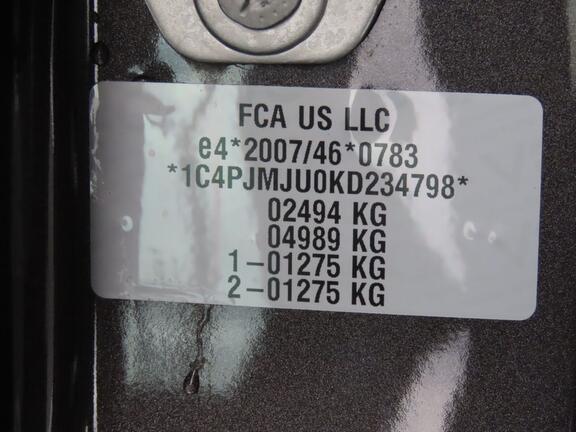 FCA US LLC
e4*2007/46*0783
*1C4PJMJU0KD234798*
02494 KG
04989 KG
1-01275 KG
2-01275 KG